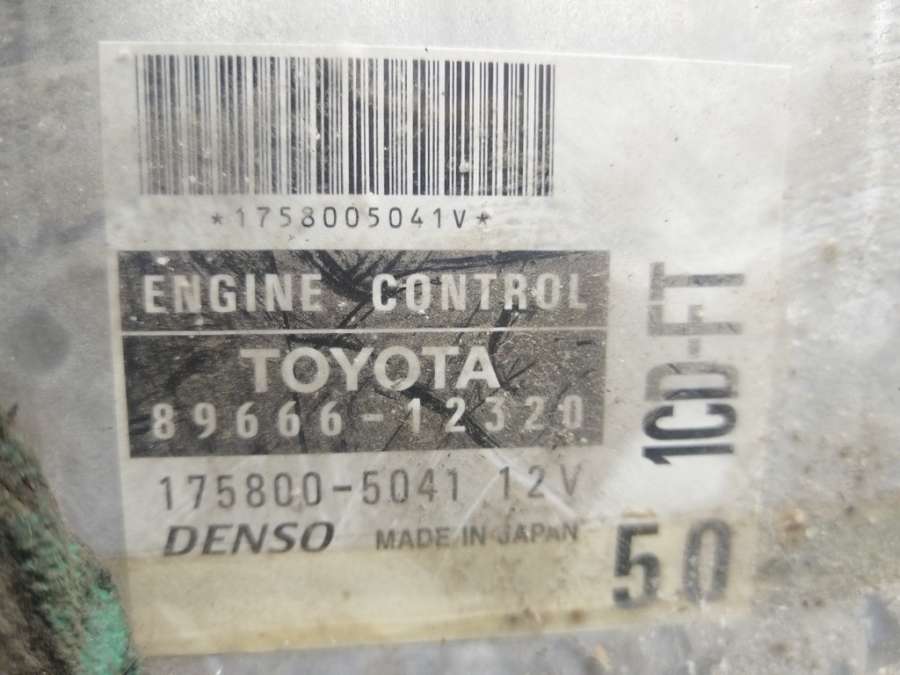 *1758005041V*
ENGINE CONTROL
TOYOTA
89666-12320
175800-5041 12V
DENSO MADE IN JAPAN
1CD-FT
50